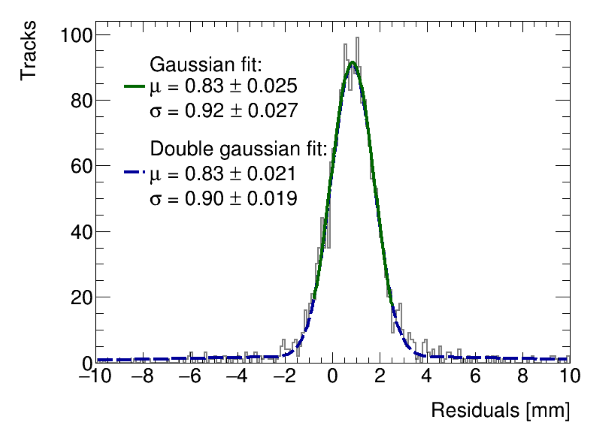 Tracks
100
80
60
40
20
0
Gaussian fit:
μ = 0.83 ± 0.025
σ = 0.92 ± 0.027
Double gaussian fit:
μ = 0.83 ± 0.021
σ = 0.90 ± 0.019
−10 −8 −6 −4 −2 0 2 4 6 8 10
Residuals [mm]